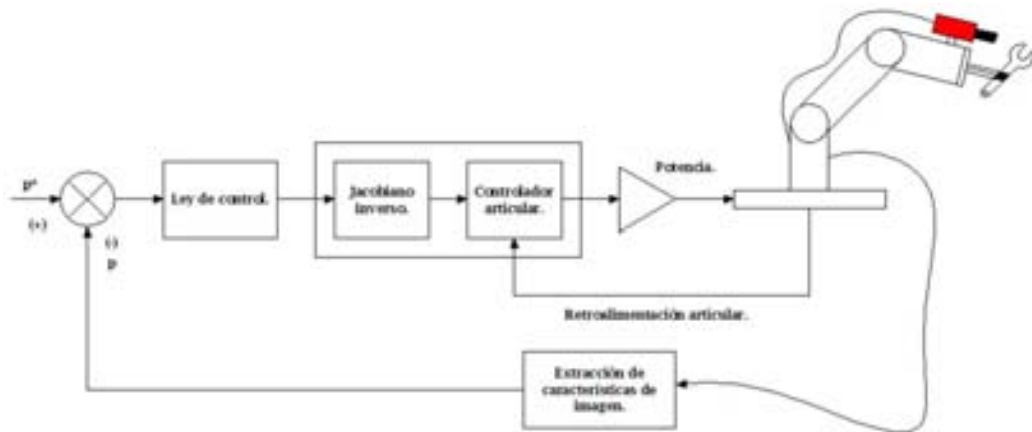 p*
(+)
(-)
p
Ley de control.
Jacobiano
inverso.
Controlador
articular.
Potencia.
Retroalimentación articular.
Extracción de
características de
imagen.